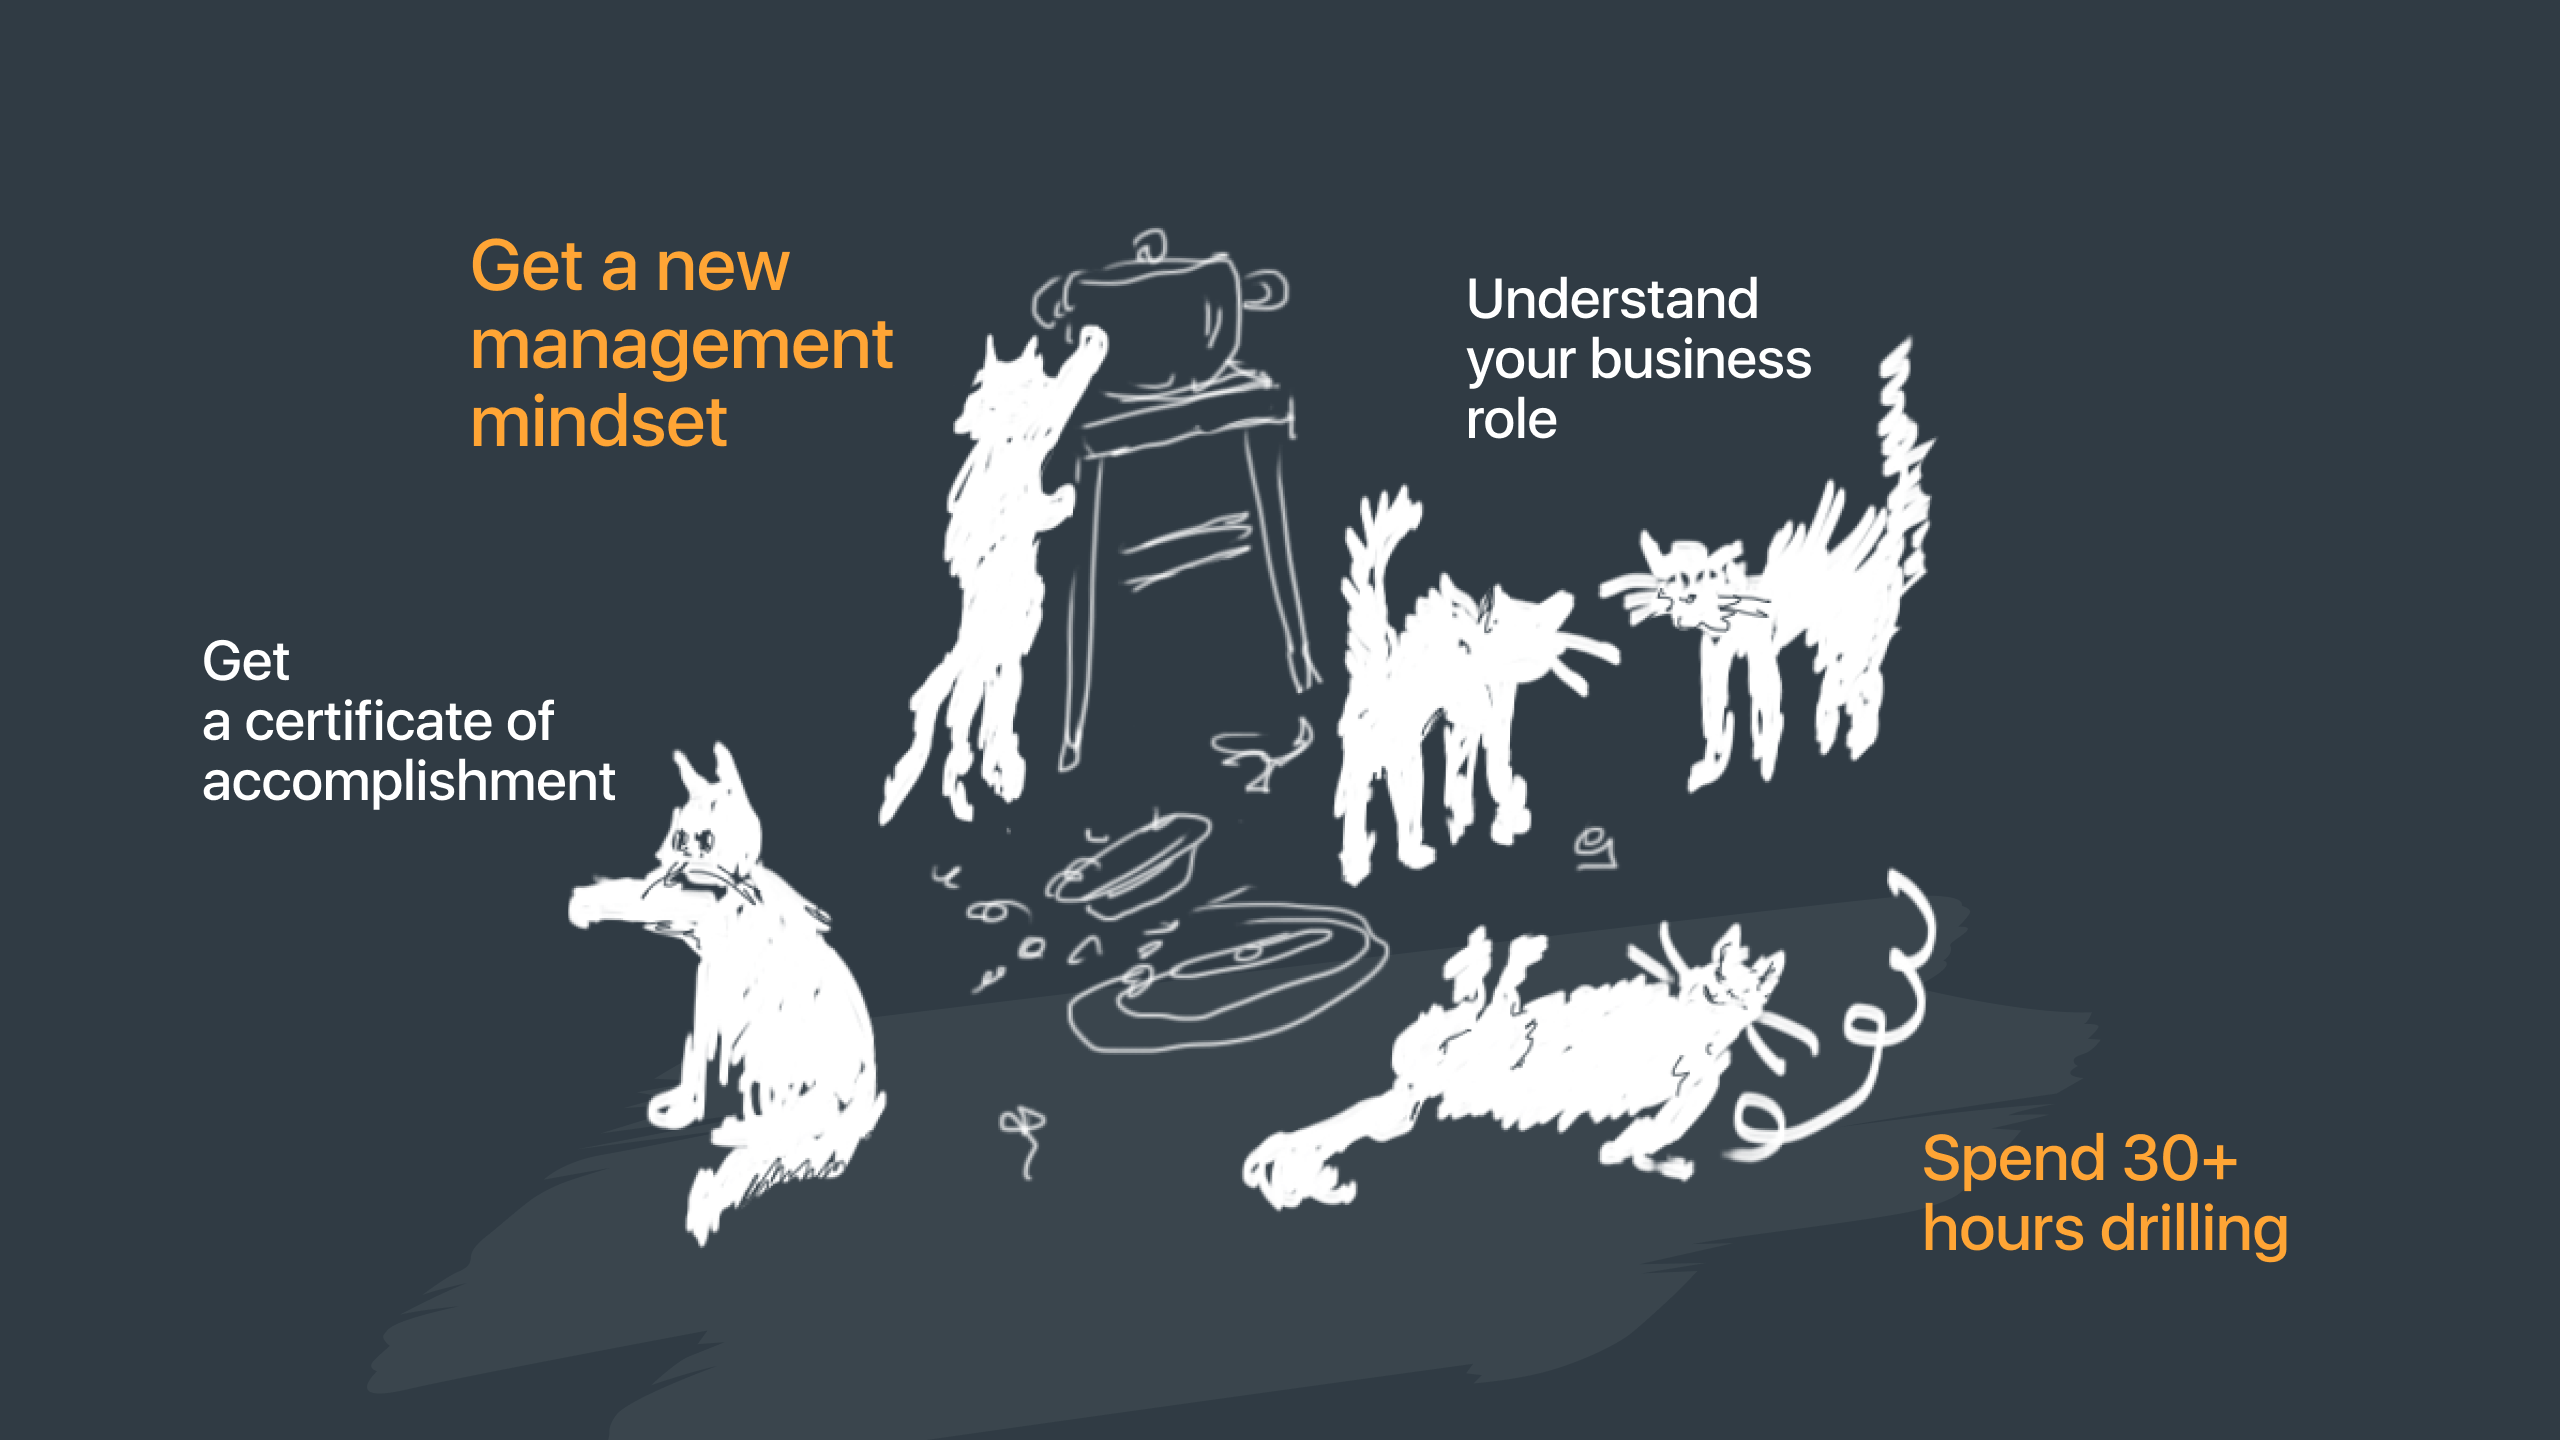 Get a new
management
mindset
Understand
your business
role
Get
a certificate of
accomplishment
Spend 30+
hours drilling